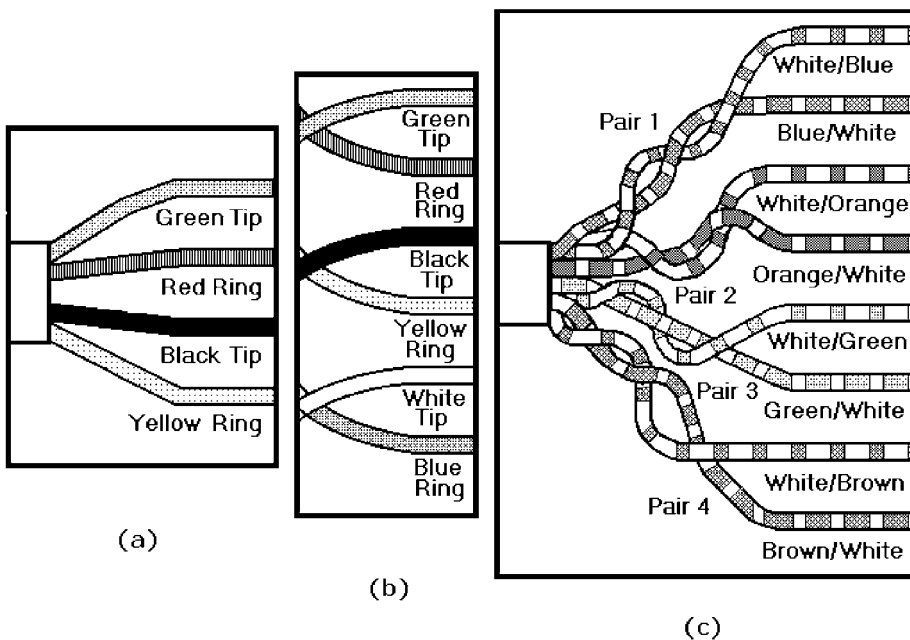 Green Tip
Red Ring
Black Tip
Yellow Ring
(a)
Green
Tip
Red
Ring
Black
Tip
Yellow
Ring
White
Tip
Blue
Ring
(b)
Pair 1
White/Blue
Blue/White
White/Orange
Orange/White
Pair 2
White/Green
Pair 3
Green/White
White/Brown
Pair 4
Brown/White
(c)